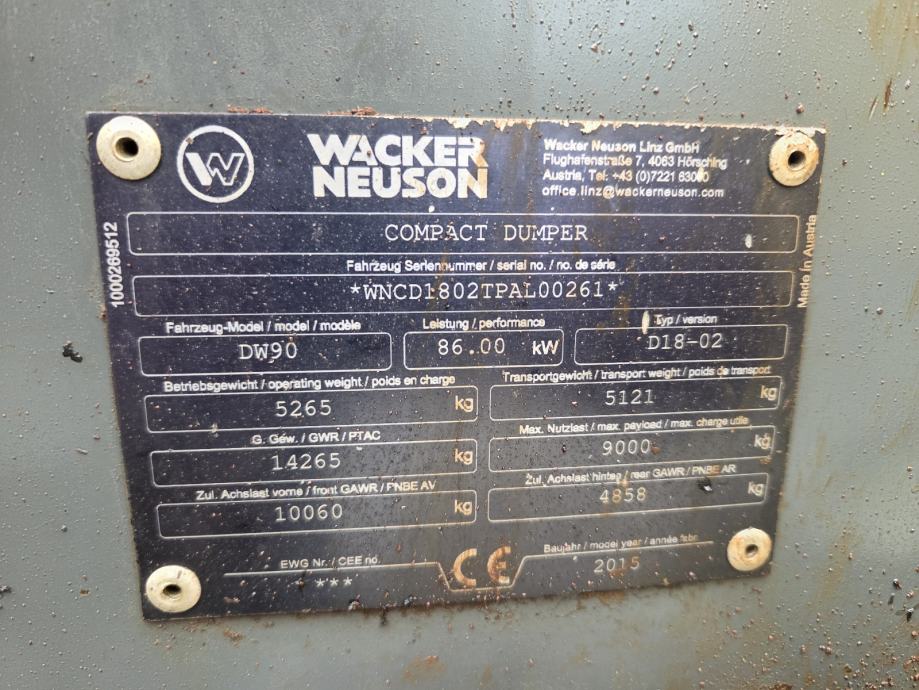 WACKER
NEUSON
Wacker Neuson Linz GmbH
Flughafenstraße 7, 4063 Hörsching
Austria, Tel: +43 (0)7221 63000
office.linz@wackerneuson.com
1000269512
Made in Austria
COMPACT DUMPER
Fahrzeug Seriennummer / serial no. / no. de série
*WNCD1802TPAL00261*
Fahrzeug-Model / model / modèle
DW90
Leistung / performance
86.00 kW
Typ / version
D18-02
Betriebsgewicht / operating weight / poids en charge
5265 kg
Transportgewicht / transport weight / poids de transport
5121 kg
G. Gew. / GWR / PTAC
14265 kg
Max. Nutzlast / max. payload / max. charge utile
9000 kg
Zul. Achslast vorne / front GAWR / PNBE AV
10060 kg
Zul. Achslast hinten / rear GAWR / PNBE AR
4858 kg
EWG Nr. / CEE no.
***
CE
Baujahr / model year / année fabr.
2015